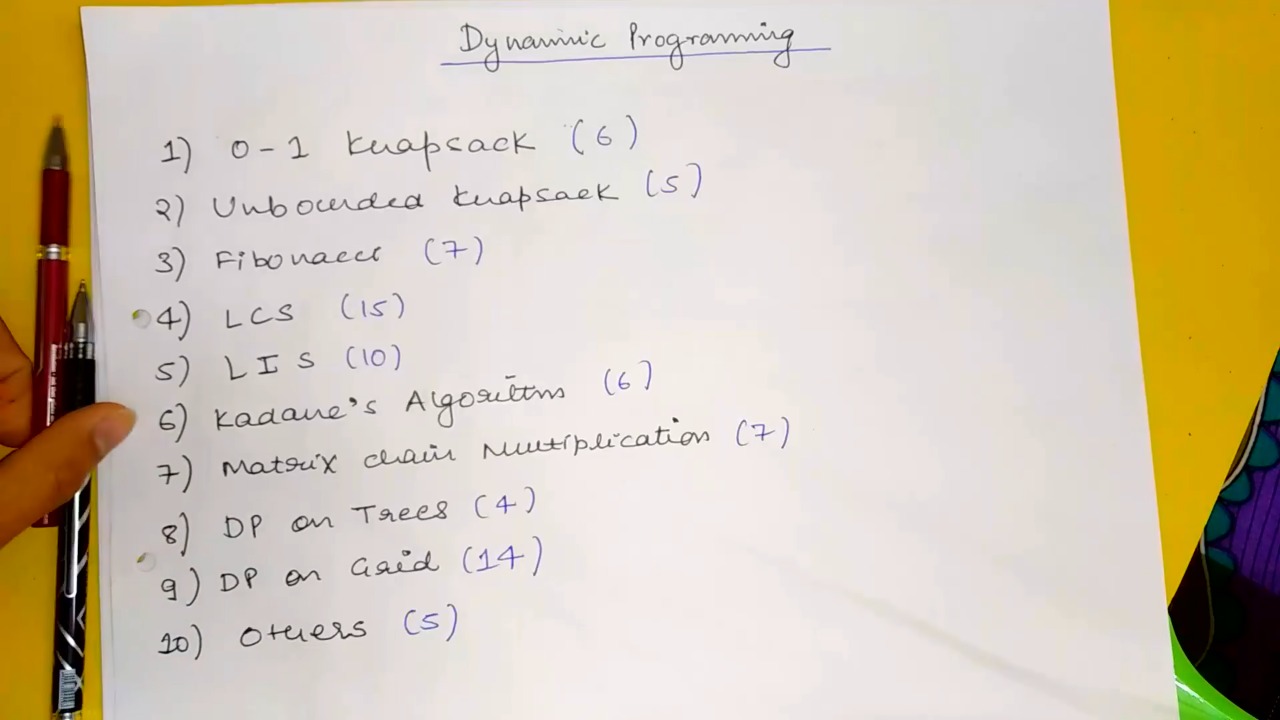 Dynamic Programming
1) 0-1 Knapsack (6)
2) Unbounded Knapsack (5)
3) Fibonacci (7)
4) LCS (15)
5) LIS (10)
6) Kadane's Algorithms (6)
7) Matrix chain Multiplication (7)
8) DP on Trees (4)
9) DP on Grid (14)
10) Others (5)